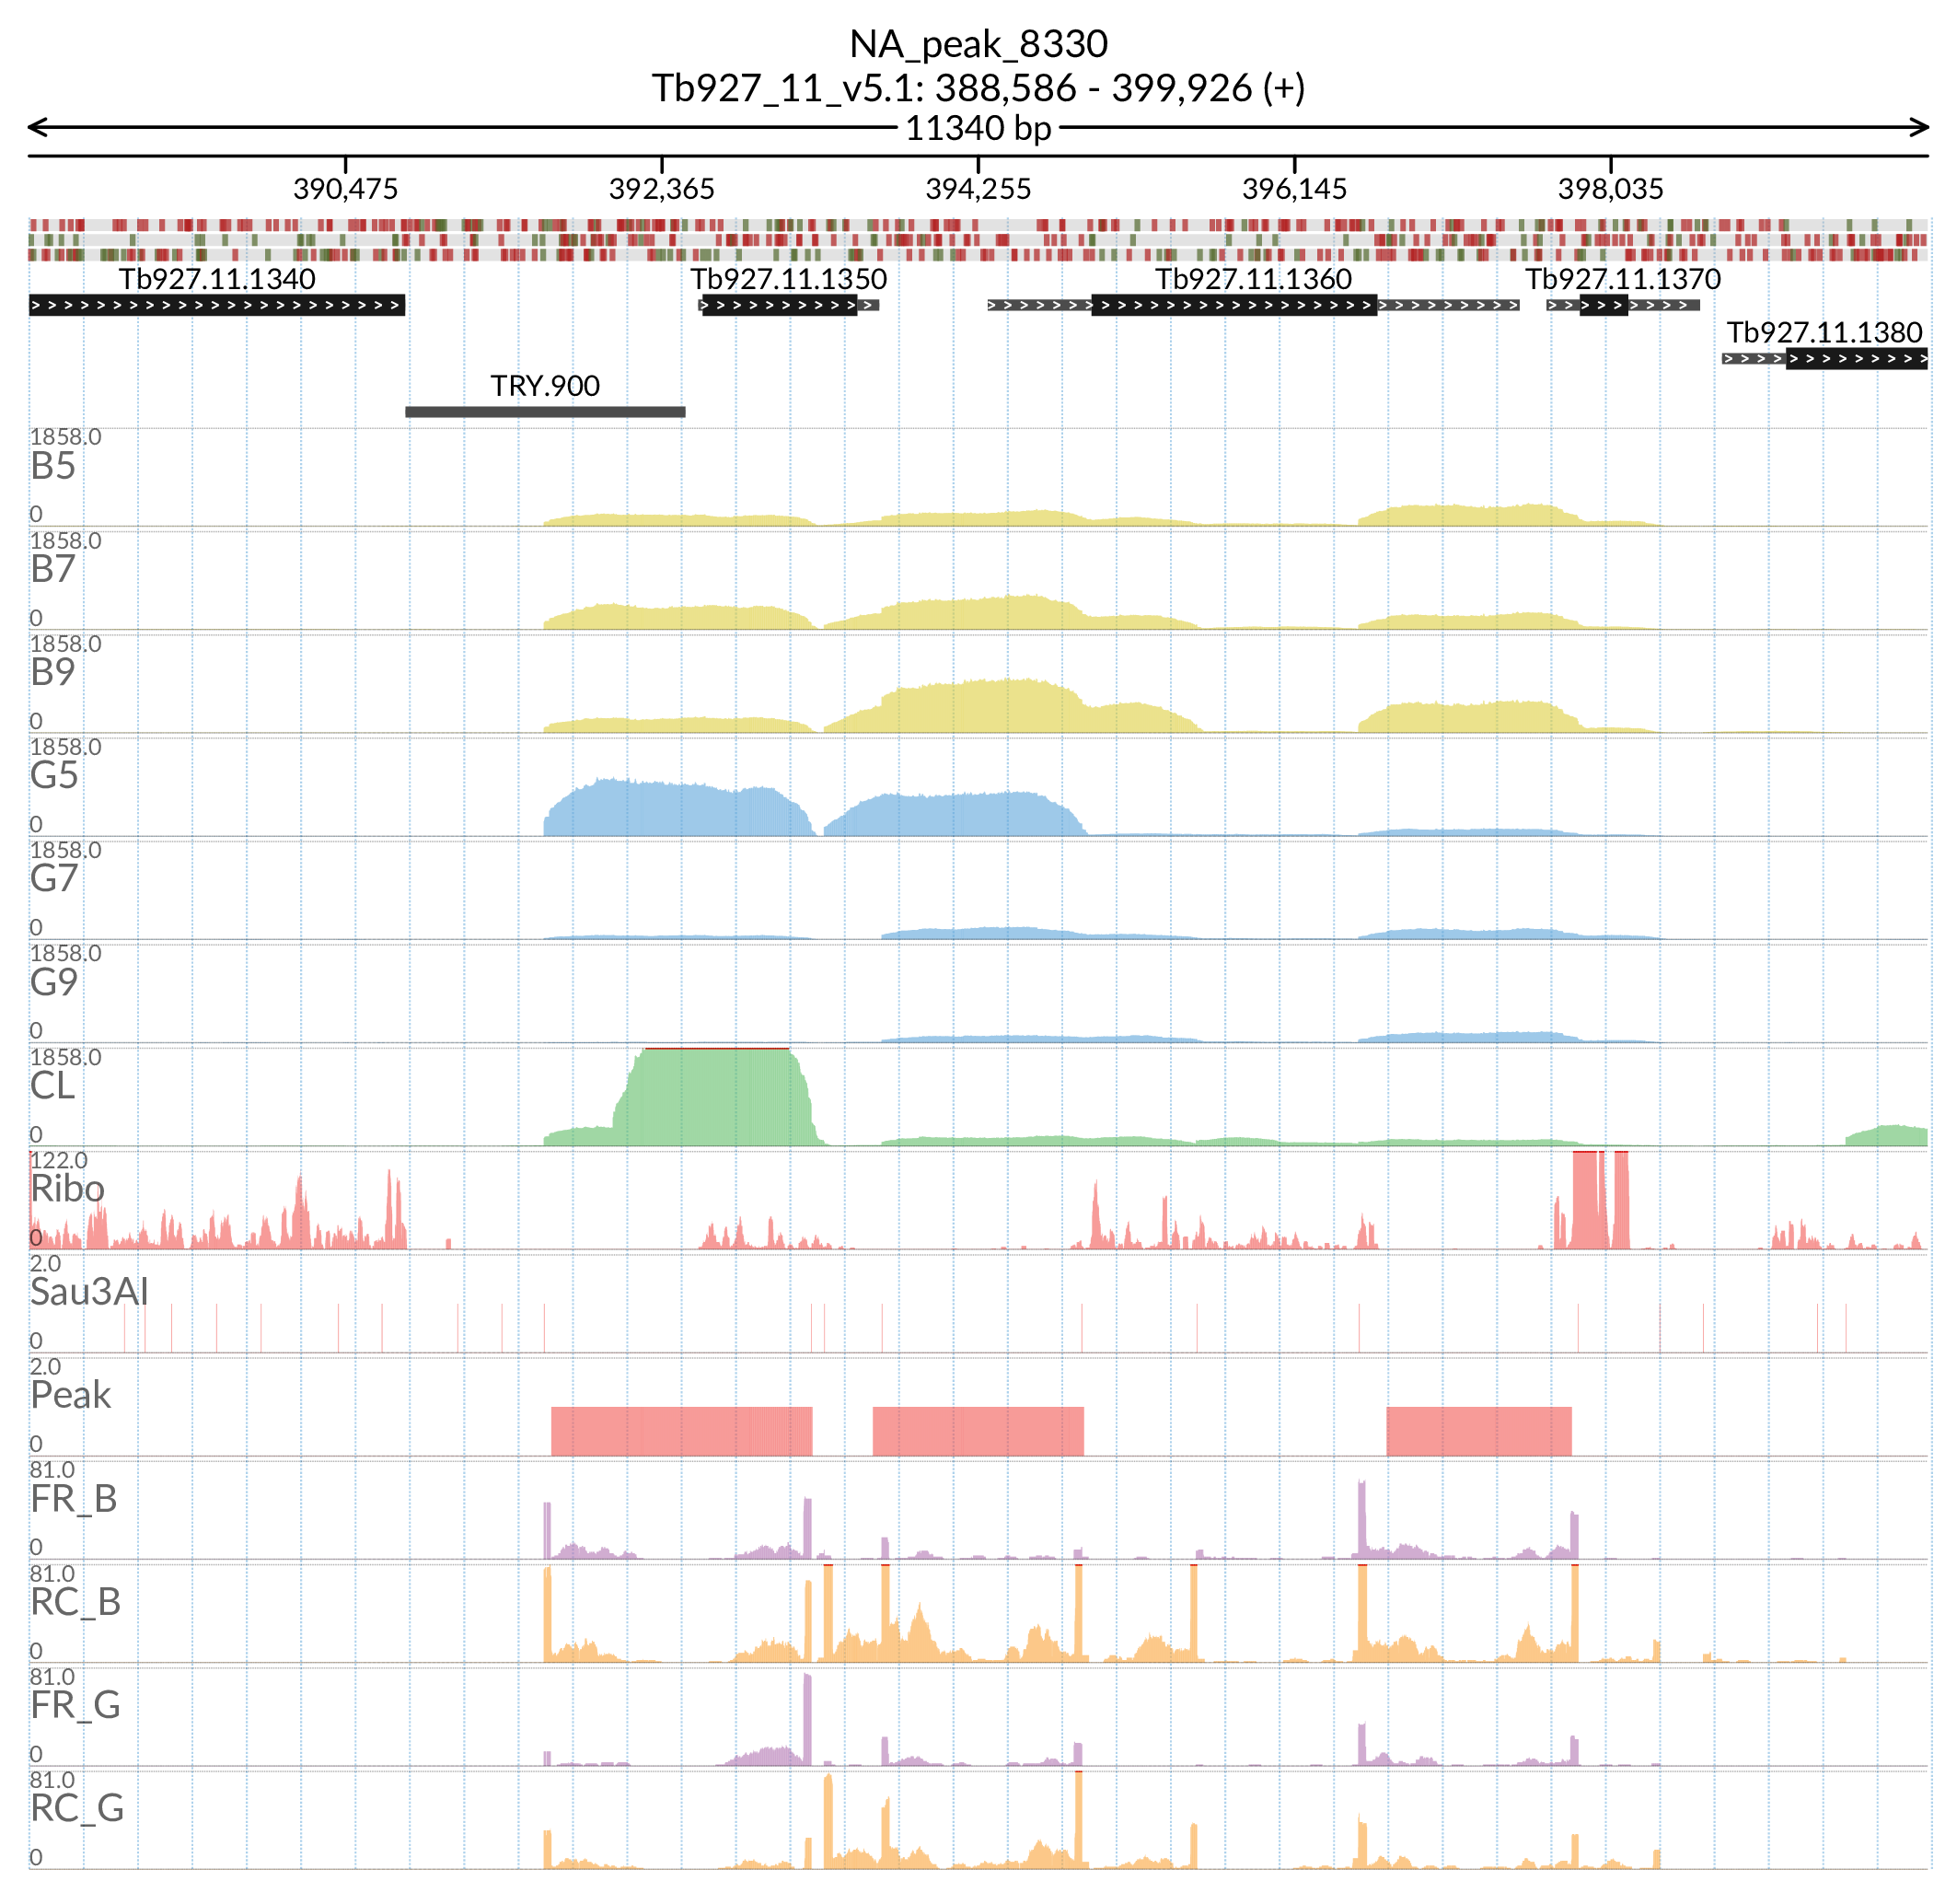 NA_peak_8330
Tb927_11_v5.1: 388,586 - 399,926 (+)
11340 bp
390,475 392,365 394,255 396,145 398,035
Tb927.11.1340 Tb927.11.1350 Tb927.11.1360 Tb927.11.1370
Tb927.11.1380
TRY.900
1858.0
B5
0
1858.0
B7
0
1858.0
B9
0
1858.0
G5
0
1858.0
G7
0
1858.0
G9
0
1858.0
CL
0
122.0
Ribo
0
2.0
Sau3AI
0
2.0
Peak
0
81.0
FR_B
0
81.0
RC_B
0
81.0
FR_G
0
81.0
RC_G
0